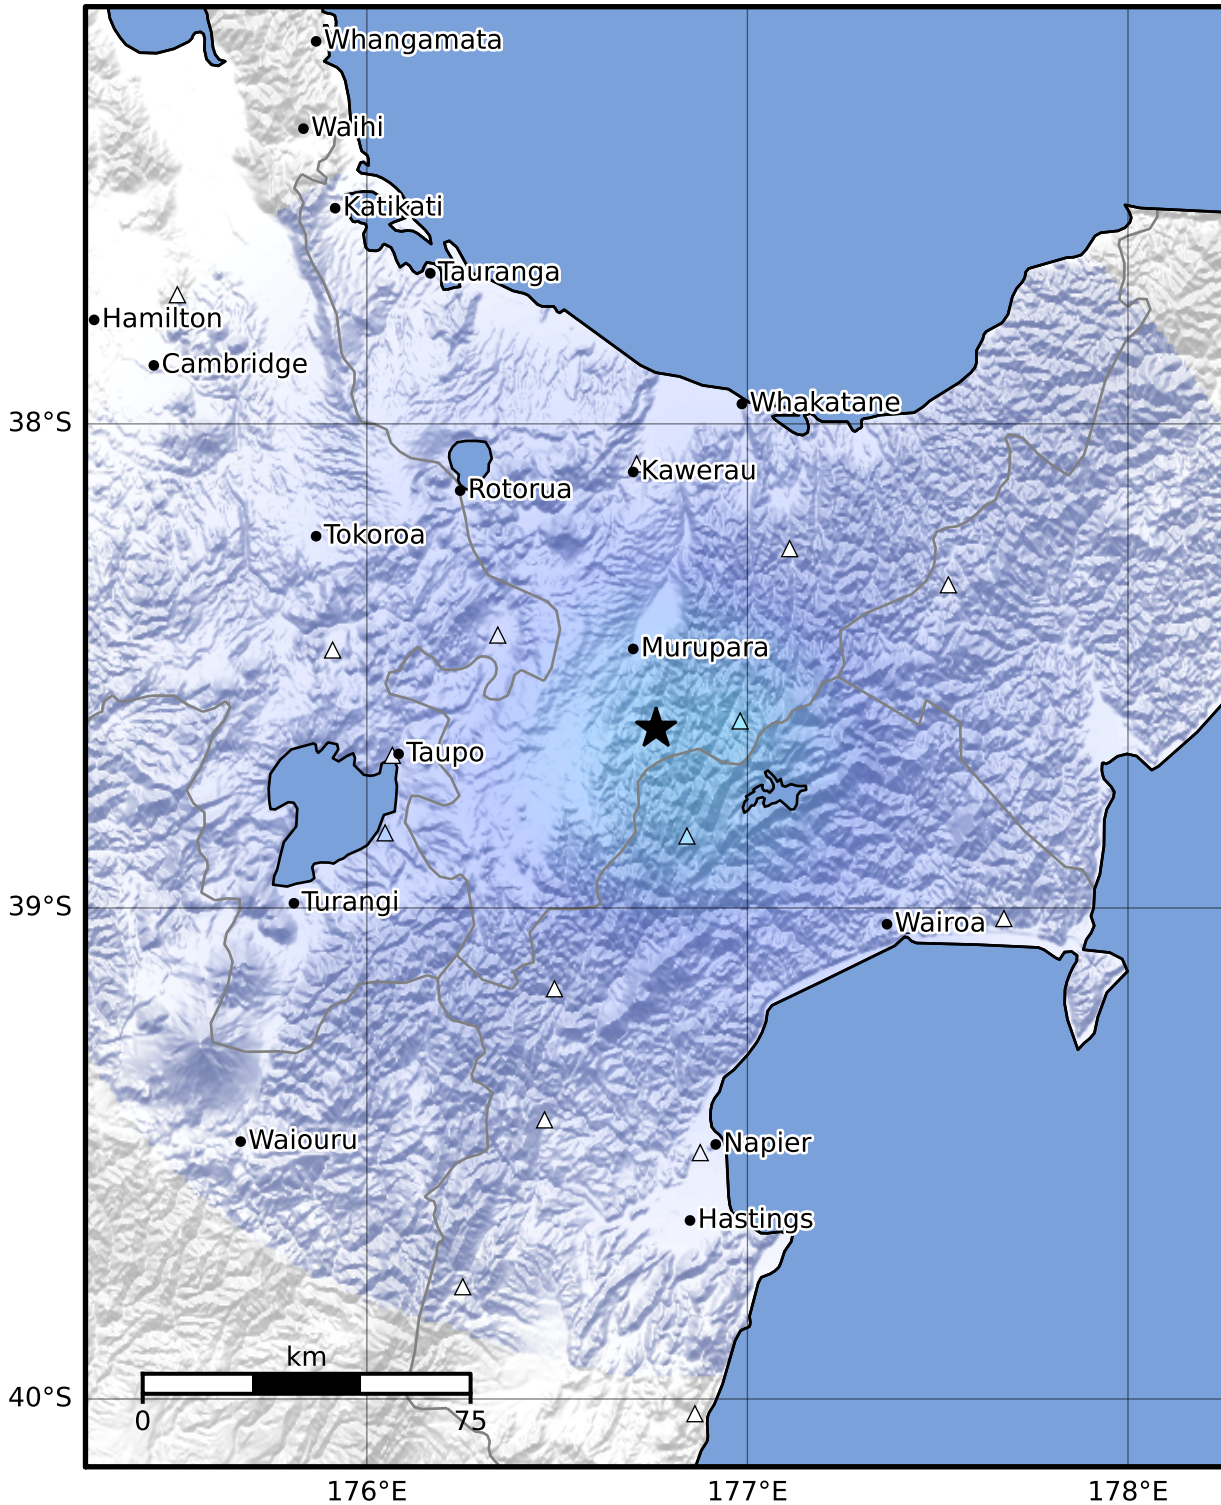 Whangamata
Waihi
Katikati
Tauranga
Hamilton
Cambridge
Whakatane
38°S
Kawerau
Rotorua
Tokoroa
Murupara
Taupo
Turangi
39°S
Wairoa
Waiouru
Napier
Hastings
km
40°S
0 75
176°E 177°E 178°E